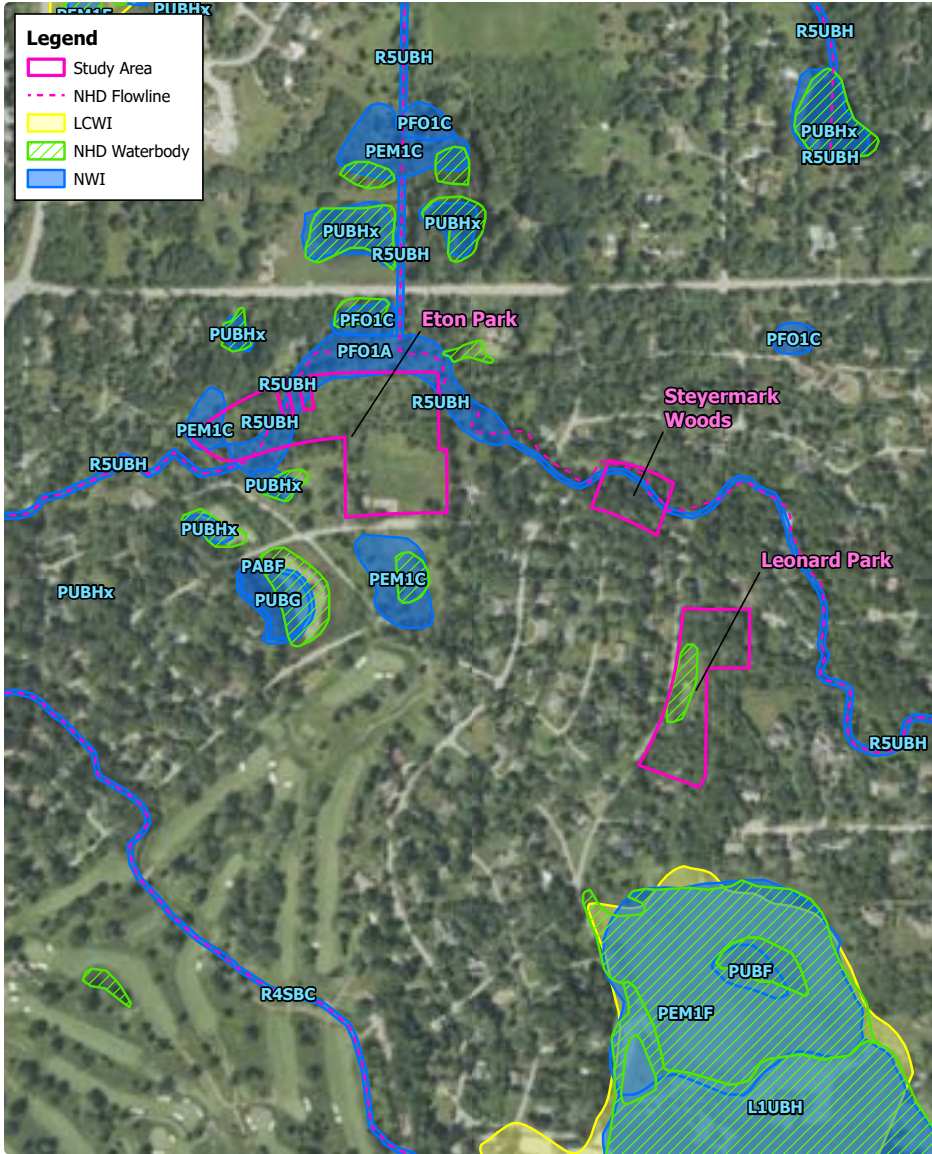 PEM1F
PUBHx
Legend
Study Area
NHD Flowline
LCWI
NHD Waterbody
NWI
R5UBH
R5UBH
PFO1C
PEM1C
PUBHx
R5UBH
PUBHx
PUBHx
R5UBH
PUBHx
PFO1C
Eton Park
PFO1A
PFO1C
R5UBH
R5UBH
Steyermark
Woods
PEM1C
R5UBH
R5UBH
PUBHx
PUBHx
PABF
PEM1C
Leonard Park
PUBHx
PUBG
R5UBH
PUBF
R4SBC
PEM1F
L1UBH